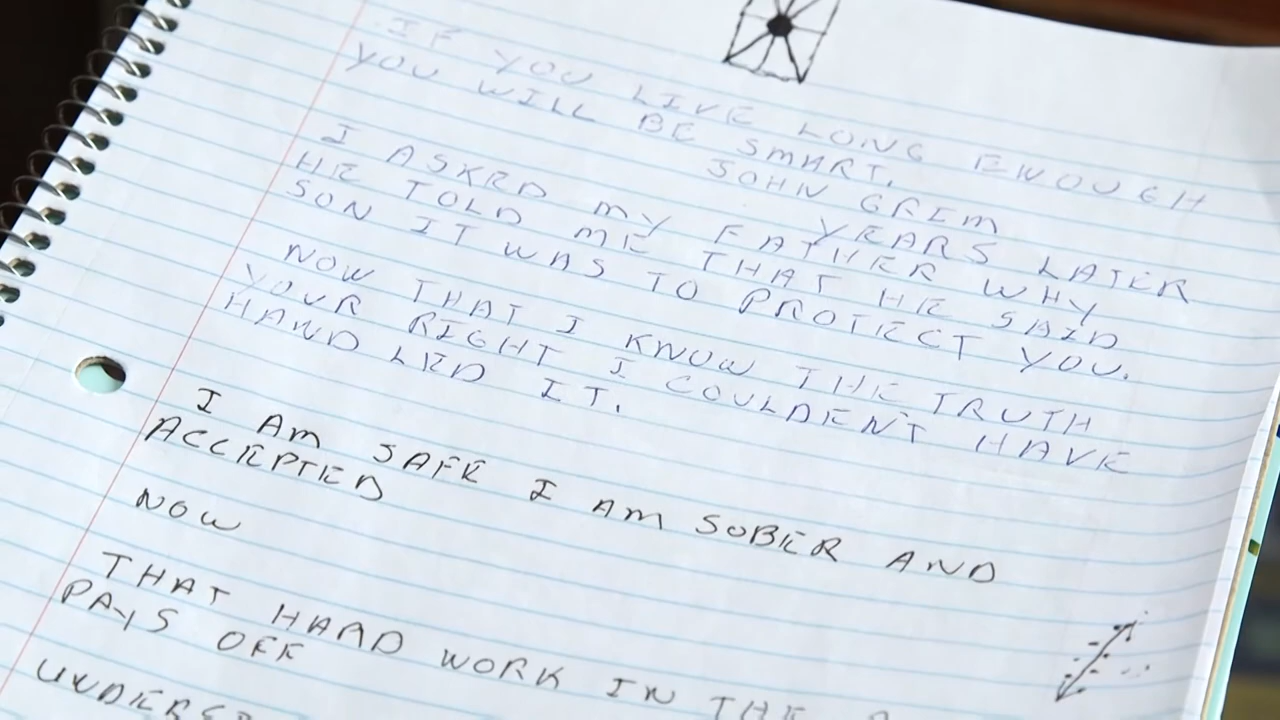 IF YOU LIVE LONG ENOUGH
YOU WILL BE SMART.
JOHN GRIM
YEARS LATER
I ASKED MY FATHER WHY
HE TOLD ME THAT HE SAID
SON IT WAS TO PROTECT YOU.
NOW THAT I KNOW THE TRUTH
YOUR RIGHT I COULDENT HAVE
HANDLED IT.
I AM SAFE I AM SOBER AND
ACCEPTED
NOW
THAT HARD WORK IN THE
PAYS OFF